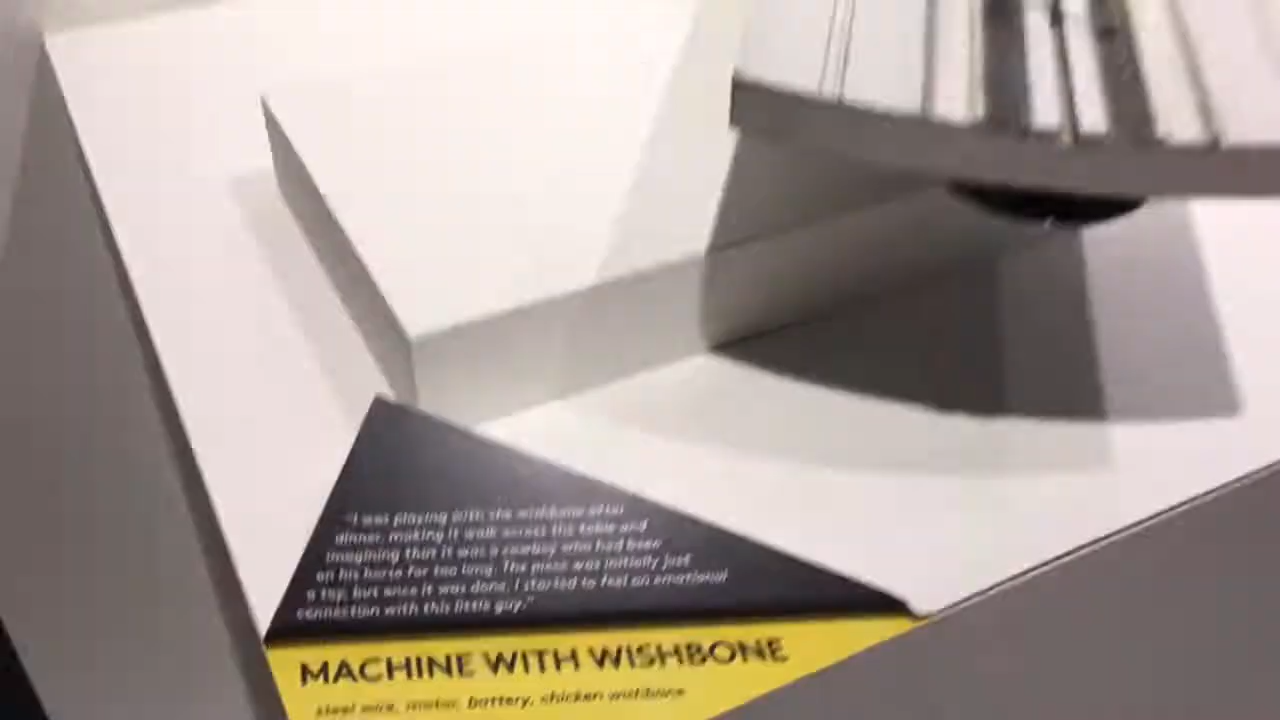 "I was playing with the wishbone after
dinner, making it walk across the table and
imagining that it was a cowboy who had been
on his horse for too long. The piece was initially just
a toy, but once it was done, I started to feel an emotional
connection with this little guy."
MACHINE WITH WISHBONE
steel wire, motor, battery, chicken wishbone